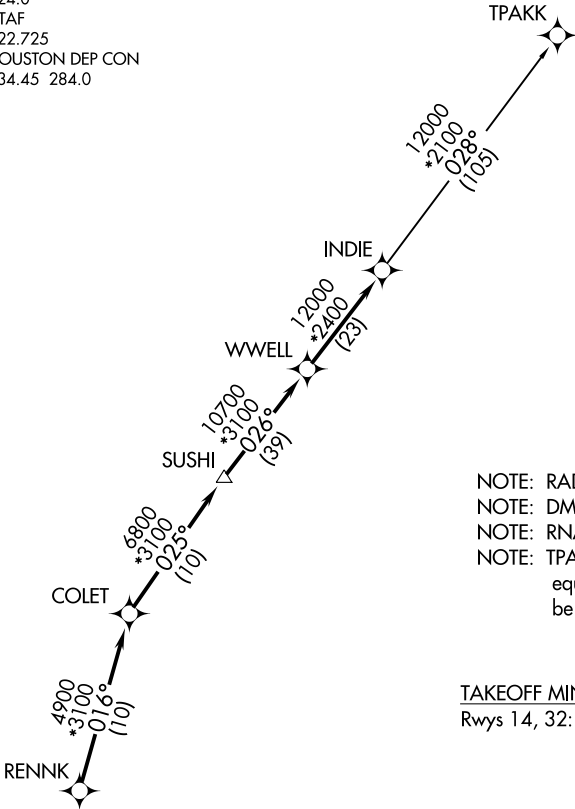 24.0
TAF
22.725
OUSTON DEP CON
34.45 284.0
TPAKK
12000
*2100
028°
(105)
INDIE
12000
*2400
(23)
WWELL
10700
*3100
026°
(39)
SUSHI
6800
*3100
025°
(10)
COLET
4900
*3100
016°
(10)
RENNK
NOTE: RAD
NOTE: DM
NOTE: RNA
NOTE: TPA
equ
be
TAKEOFF MIN
Rwys 14, 32: